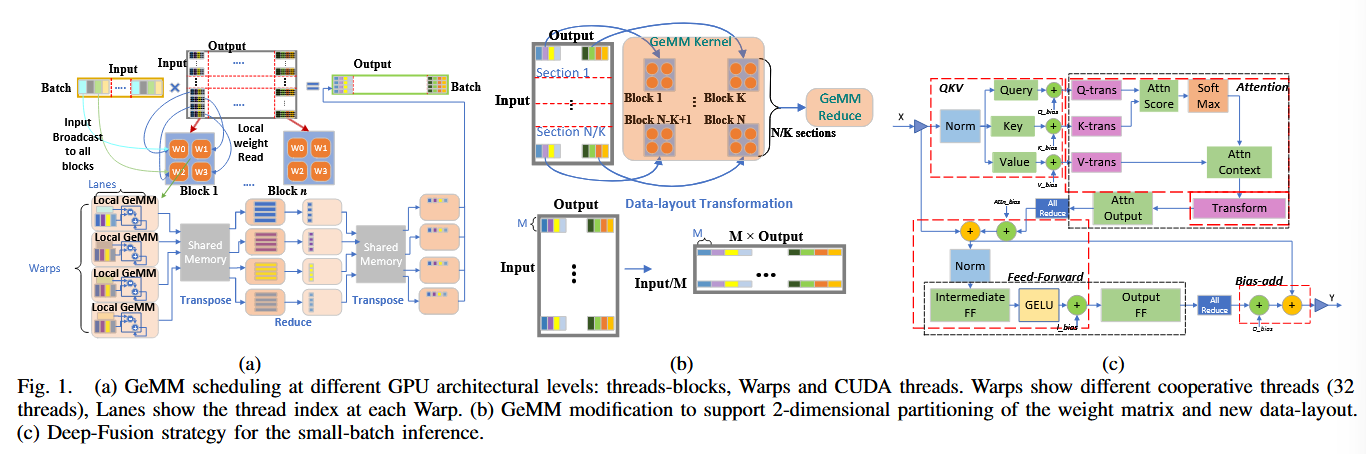 Output
Input
Input
....
....
Batch
×
=
Output
Batch
....
Input
Broadcast
to all
blocks
W0 W1
W2 W3
Local
weight
Read
W0 W1
W2 W3
Block 1
....
Block n
Lanes
Local GeMM
Local GeMM
Local GeMM
Local GeMM
Warps
Shared
Memory
Transpose
Reduce
Shared
Memory
Transpose
(a)
Output
GeMM Kernel
Section 1
Input
Section N/K
Block 1
Block K
Block N-K+1
Block N
N/K sections
GeMM
Reduce
Data-layout Transformation
Output
M
Input
M
M × Output
Input/M
(b)
QKV
Attention
X
Norm
Query
+
Q_bias
Key
+
K_bias
Value
+
V_bias
Q-trans
K-trans
V-trans
Attn
Score
Soft
Max
Attn
Context
Transform
Attn
Output
All
Reduce
Attn_bias
+
+
Norm
Feed-Forward
Intermediate
FF
GELU
+
Output
FF
All
Reduce
Bias-add
+
+
Y
(c)
Fig. 1. (a) GeMM scheduling at different GPU architectural levels: threads-blocks, Warps and CUDA threads. Warps show different cooperative threads (32
threads), Lanes show the thread index at each Warp. (b) GeMM modification to support 2-dimensional partitioning of the weight matrix and new data-layout.
(c) Deep-Fusion strategy for the small-batch inference.